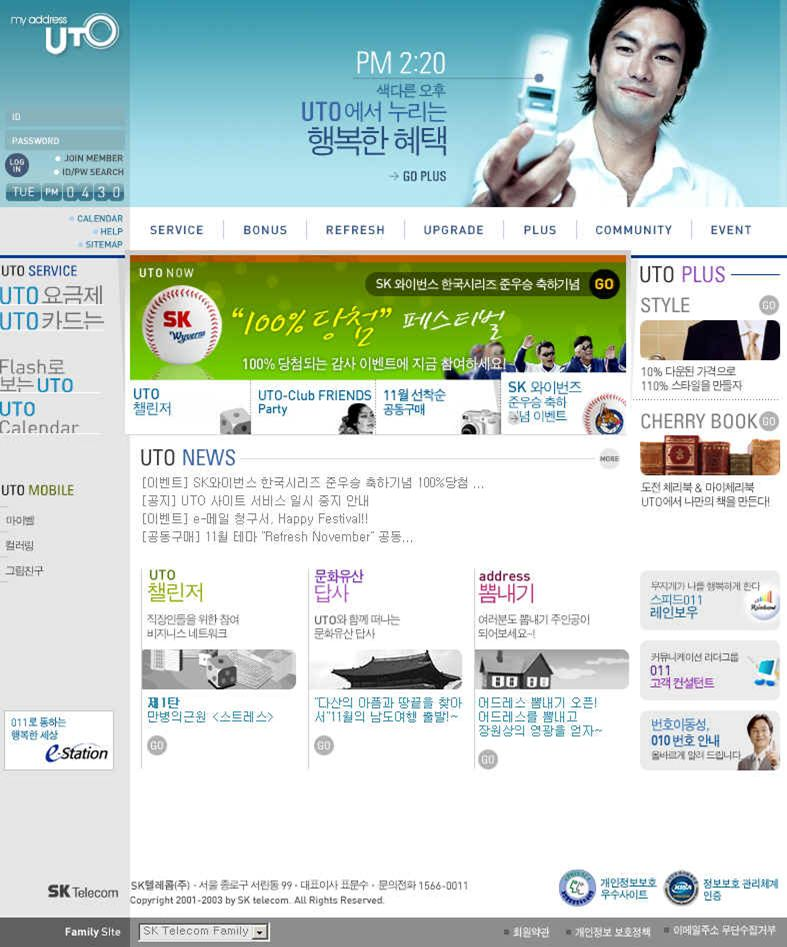 my address
UTO
ID
PASSWORD
LOG IN
JOIN MEMBER
ID/PW SEARCH
TUE PM 0 4 3 0
CALENDAR
HELP
SITEMAP
PM 2:20
색다른 오후
UTO에서 누리는
행복한 혜택
→ GO PLUS
SERVICE BONUS REFRESH UPGRADE PLUS COMMUNITY EVENT
UTO SERVICE
UTO 요금제
UTO 카드는
Flash로
보는 UTO
UTO
Calendar
UTO MOBILE
마이벨
컬러링
그림친구
011로 통하는
행복한 세상
e-Station
UTO NOW
SK 와이번스 한국시리즈 준우승 축하기념 GO
SK
Wyverns
“100% 당첨” 페스티벌
100% 당첨되는 감사 이벤트에 지금 참여하세요!
UTO
챌린저
UTO-Club FRIENDS
Party
11월 선착순
공동구매
SK 와이번즈
준우승 축하
기념 이벤트
UTO NEWS
MORE
[이벤트] SK와이번스 한국시리즈 준우승 축하기념 100%당첨 ...
[공지] UTO 사이트 서비스 일시 중지 안내
[이벤트] e-메일 청구서, Happy Festival!!
[공동구매] 11월 테마 "Refresh November" 공동...
UTO
챌린저
직장인들을 위한 참여
비지니스 네트워크
제1탄
만병의근원 <스트레스>
GO
문화유산
답사
UTO와 함께 떠나는
문화유산 답사
"다산의 아픔과 땅끝을 찾아
서"11월의 남도여행 출발!~
GO
address
뽐내기
여러분도 뽐내기 주인공이
되어보세요~!
어드레스 뽐내기 오픈!
어드레스를 뽐내고
장원상의 영광을 얻자~
GO
UTO PLUS
STYLE GO
10% 다운된 가격으로
110% 스타일을 만들자
CHERRY BOOK GO
도전 체리북 & 마이체리북
UTO에서 나만의 책을 만든다!
무지개가 나를 행복하게 한다
스피드011
레인보우
Rainbow
커뮤니케이션 리더그룹
011
고객 컨설턴트
번호이동성,
010 번호 안내
올바르게 알려 드립니다
SK Telecom
SK텔레콤(주) · 서울 종로구 서린동 99 · 대표이사 표문수 · 문의전화 1566-0011
Copyright 2001-2003 by SK telecom. All Rights Reserved.
개인정보보호
우수사이트
KISA
정보보호 관리체계
인증
Family Site
SK Telecom Family
회원약관
개인정보 보호정책
이메일주소 무단수집거부